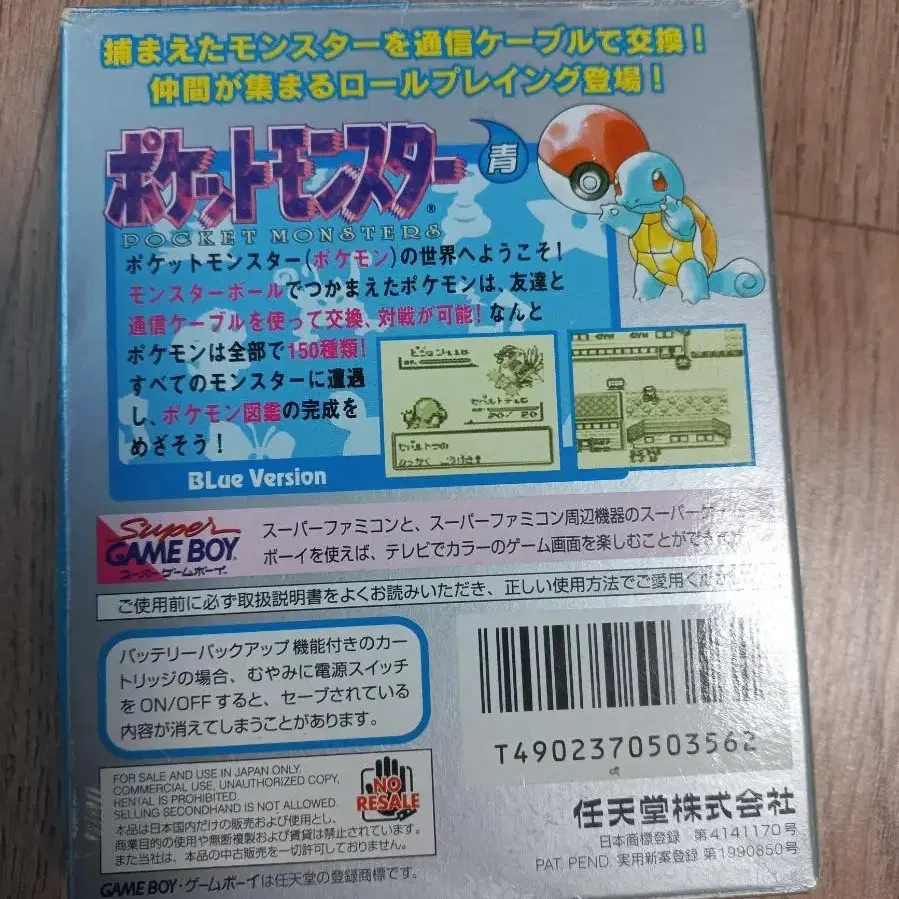 捕まえたモンスターを通信ケーブルで交換!
仲間が集まるロールプレイング登場!
ポケットモンスター®
青
POCKET MONSTERS
ポケットモンスター(ポケモン)の世界へようこそ!
モンスターボールでつかまえたポケモンは、友達と
通信ケーブルを使って交換、対戦が可能!なんと
ポケモンは全部で150種類!
すべてのモンスターに遭遇
し、ポケモン図鑑の完成を
めざそう!
20/20
BLue Version
Super
GAME BOY
スーパーゲームボーイ
スーパーファミコンと、スーパーファミコン周辺機器のスーパー
ボーイを使えば、テレビでカラーのゲーム画面を楽しむことができ
ご使用前に必ず取扱説明書をよくお読みいただき、正しい使用方法でご愛用く
バッテリーバックアップ機能付きのカー
トリッジの場合、むやみに電源スイッチ
をON/OFFすると、セーブされている
内容が消えてしまうことがあります。
T4902370503562
FOR SALE AND USE IN JAPAN ONLY.
COMMERCIAL USE, UNAUTHORIZED COPY,
RENTAL IS PROHIBITED.
SELLING SECONDHAND IS NOT ALLOWED.
本品は日本国内だけの販売および使用とし、
商業目的の使用や無断複製および賃貸は禁止されています。
また当社は、本品の中古販売を一切許可しておりません。
NO
RESALE
任天堂株式会社
日本商標登録 第4141170号
PAT. PEND. 実用新案登録 第1990850号
GAME BOY・ゲームボーイは任天堂の登録商標です。